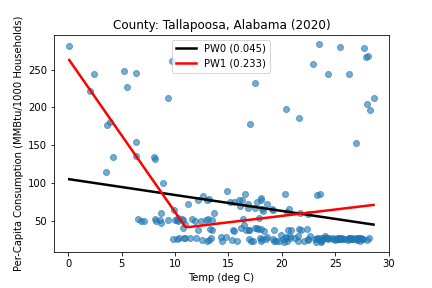 County: Tallapoosa, Alabama (2020)
PW0 (0.045)
PW1 (0.233)
Per-Capita Consumption (MMBtu/1000 Households)
250
200
150
100
50
0 5 10 15 20 25 30
Temp (deg C)